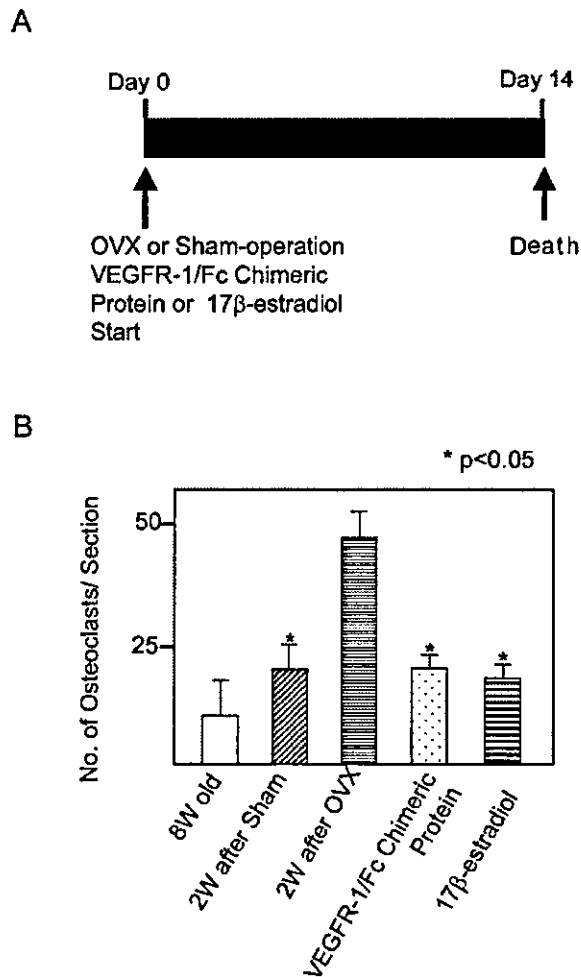 A
Day 0
Day 14
OVX or Sham-operation
VEGFR-1/Fc Chimeric
Protein or 17β-estradiol
Start
Death
B
* p<0.05
No. of Osteoclasts/ Section
50
25
*
*
*
8W old
2W after Sham
2W after OVX
VEGFR-1/Fc Chimeric
Protein
17β-estradiol